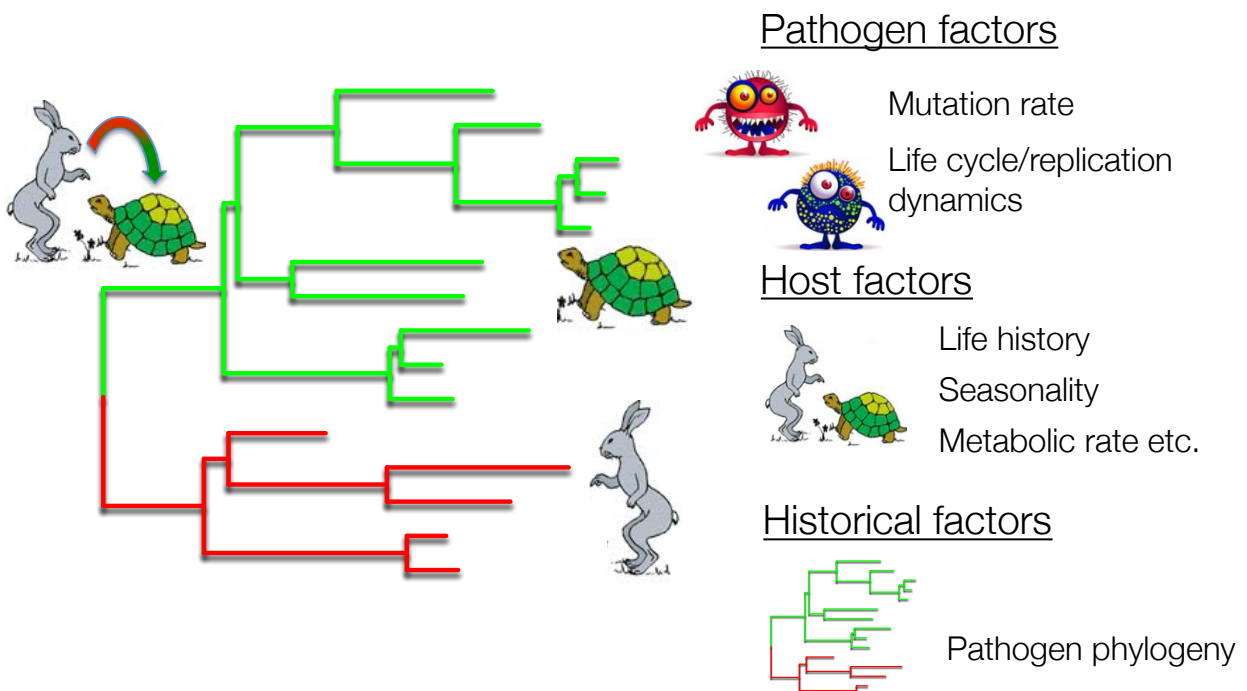 Pathogen factors
Mutation rate
Life cycle/replication
dynamics
Host factors
Life history
Seasonality
Metabolic rate etc.
Historical factors
Pathogen phylogeny